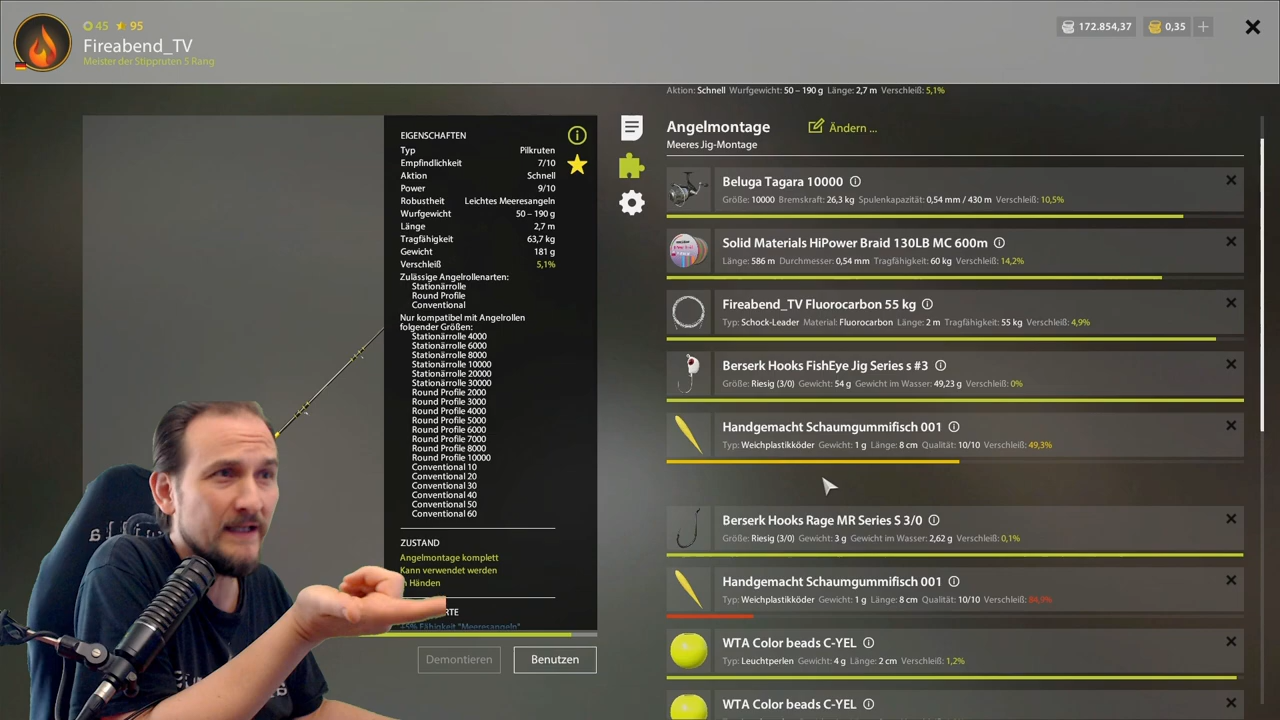 45 95
Fireabend_TV
Meister der Stippruten 5 Rang
172.854,37
0,35
Aktion: Schnell Wurfgewicht: 50 – 190 g Länge: 2,7 m Verschleiß: 5,1%
EIGENSCHAFTEN
Typ Pilkruten
Empfindlichkeit 7/10
Aktion Schnell
Power 9/10
Robustheit Leichtes Meeresangeln
Wurfgewicht 50 – 190 g
Länge 2,7 m
Tragfähigkeit 63,7 kg
Gewicht 181 g
Verschleiß 5,1%
Zulässige Angelrollenarten:
Stationärrolle
Round Profile
Conventional
Nur kompatibel mit Angelrollen
folgender Größen:
Stationärrolle 4000
Stationärrolle 6000
Stationärrolle 8000
Stationärrolle 10000
Stationärrolle 20000
Stationärrolle 30000
Round Profile 2000
Round Profile 3000
Round Profile 4000
Round Profile 5000
Round Profile 6000
Round Profile 7000
Round Profile 8000
Round Profile 10000
Conventional 10
Conventional 20
Conventional 30
Conventional 40
Conventional 50
Conventional 60
ZUSTAND
Angelmontage komplett
Kann verwendet werden
n Händen
RTE
+5% Fähigkeit "Meeresangeln"
Demontieren
Benutzen
Angelmontage
Ändern ...
Meeres Jig-Montage
Beluga Tagara 10000
Größe: 10000 Bremskraft: 26,3 kg Spulenkapazität: 0,54 mm / 430 m Verschleiß: 10,5%
Solid Materials HiPower Braid 130LB MC 600m
Länge: 586 m Durchmesser: 0,54 mm Tragfähigkeit: 60 kg Verschleiß: 14,2%
Fireabend_TV Fluorocarbon 55 kg
Typ: Schock-Leader Material: Fluorocarbon Länge: 2 m Tragfähigkeit: 55 kg Verschleiß: 4,9%
Berserk Hooks FishEye Jig Series s #3
Größe: Riesig (3/0) Gewicht: 54 g Gewicht im Wasser: 49,23 g Verschleiß: 0%
Handgemacht Schaumgummifisch 001
Typ: Weichplastikköder Gewicht: 1 g Länge: 8 cm Qualität: 10/10 Verschleiß: 49,3%
Berserk Hooks Rage MR Series S 3/0
Größe: Riesig (3/0) Gewicht: 3 g Gewicht im Wasser: 2,62 g Verschleiß: 0,1%
Handgemacht Schaumgummifisch 001
Typ: Weichplastikköder Gewicht: 1 g Länge: 8 cm Qualität: 10/10 Verschleiß: 84,9%
WTA Color beads C-YEL
Typ: Leuchtperlen Gewicht: 4 g Länge: 2 cm Verschleiß: 1,2%
WTA Color beads C-YEL